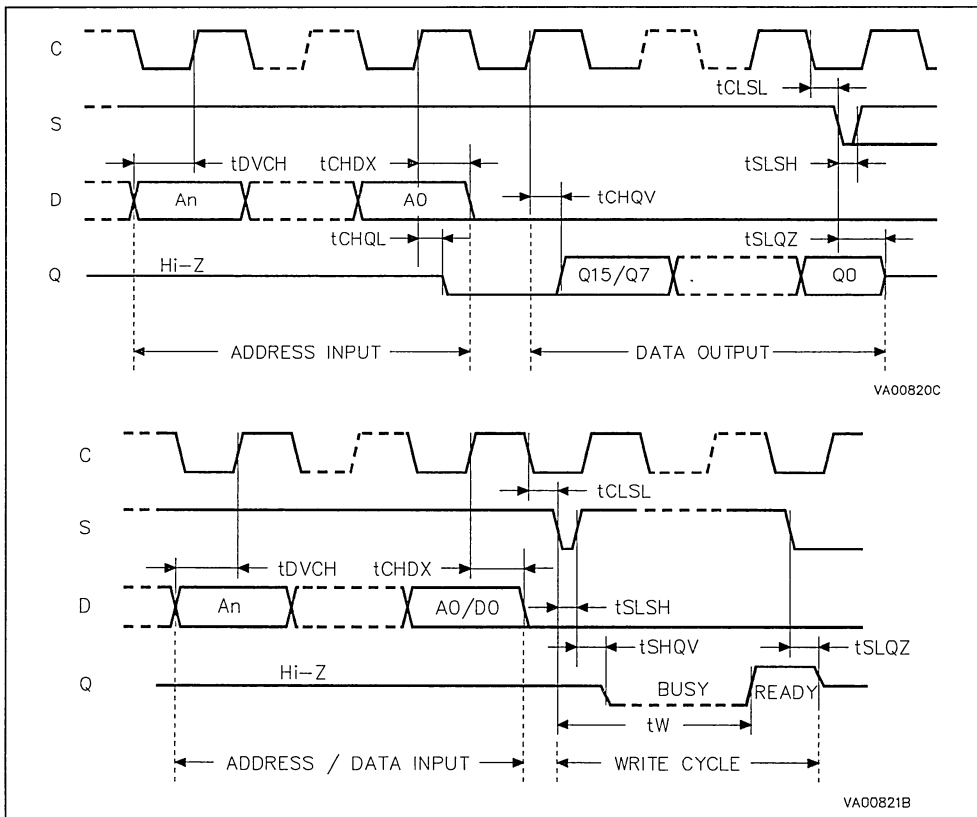 C
tCLSL
S
tSLSH
tDVCH
tCHDX
D
An
A0
tCHQV
tCHQL
tSLQZ
Q
Hi-Z
Q15/Q7
Q0
ADDRESS INPUT
DATA OUTPUT
VA00820C
C
tCLSL
S
tDVCH
tCHDX
tSLSH
D
An
A0/D0
tSHQV
tSLQZ
Q
Hi-Z
BUSY
READY
tW
ADDRESS / DATA INPUT
WRITE CYCLE
VA00821B